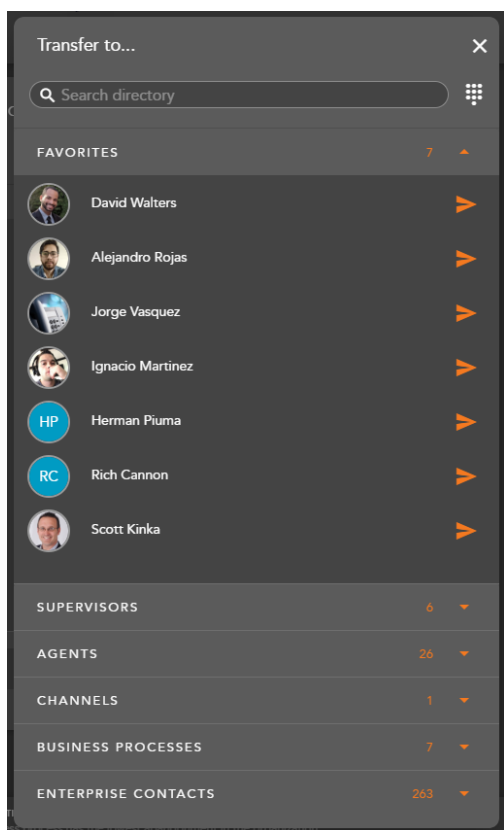 Transfer to...
Search directory
FAVORITES 7
David Walters
Alejandro Rojas
Jorge Vasquez
Ignacio Martinez
HP Herman Piuma
RC Rich Cannon
Scott Kinka
SUPERVISORS 6
AGENTS 26
CHANNELS 1
BUSINESS PROCESSES 7
ENTERPRISE CONTACTS 263